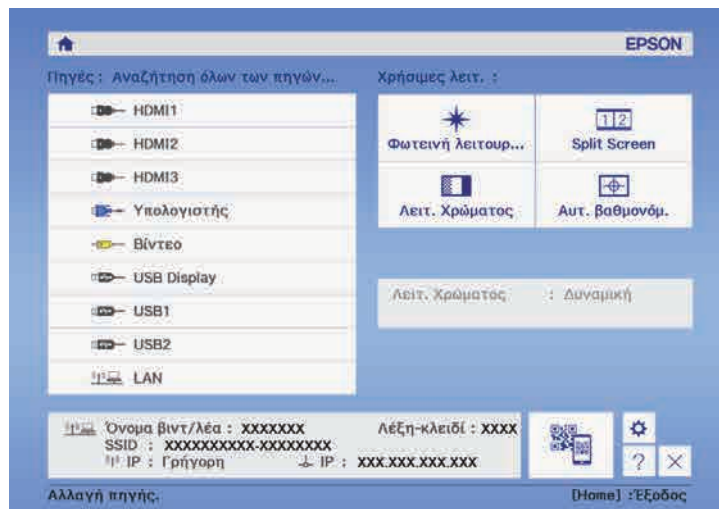 EPSON
Πηγές : Αναζήτηση όλων των πηγών...
Χρήσιμες λειτ. :
HDMI1
HDMI2
HDMI3
Υπολογιστής
Βίντεο
USB Display
USB1
USB2
LAN
Φωτεινή λειτουρ...
1 2
Split Screen
Λειτ. Χρώματος
Αυτ. βαθμονόμ.
Λειτ. Χρώματος : Δυναμική
Όνομα βιντ/λέα : XXXXXXX
Λέξη-κλειδί : XXXX
SSID : XXXXXXXXXX-XXXXXXXX
IP : Γρήγορη
IP : XXX.XXX.XXX.XXX
?
Αλλαγή πηγής.
[Home] :Έξοδος